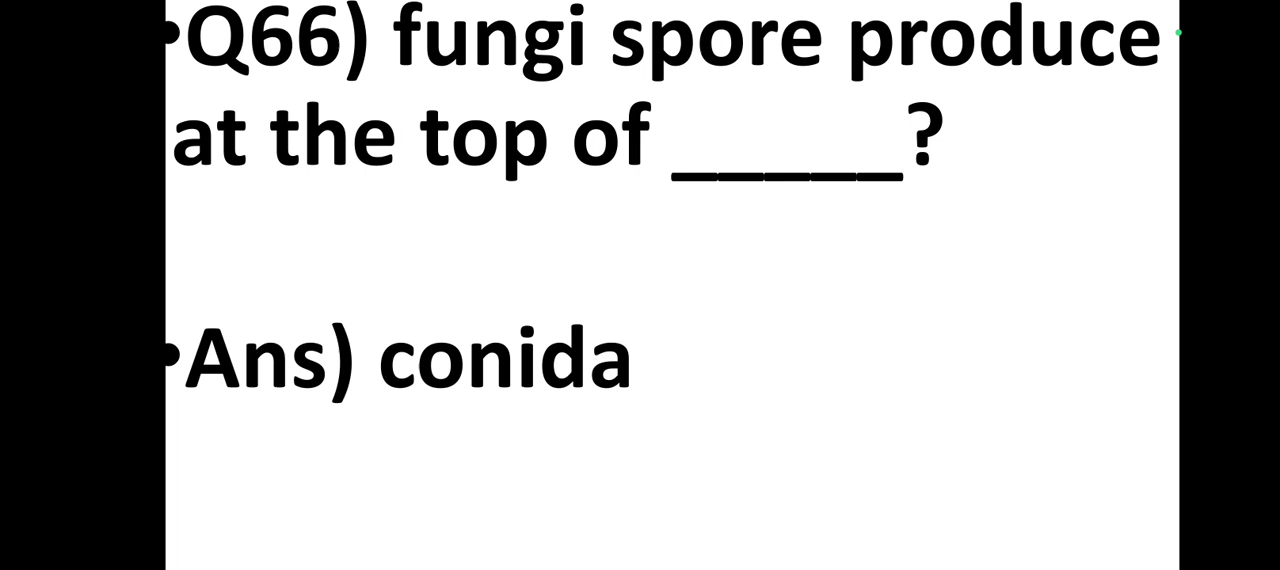 •Q66) fungi spore produce
at the top of _____?
•Ans) conida